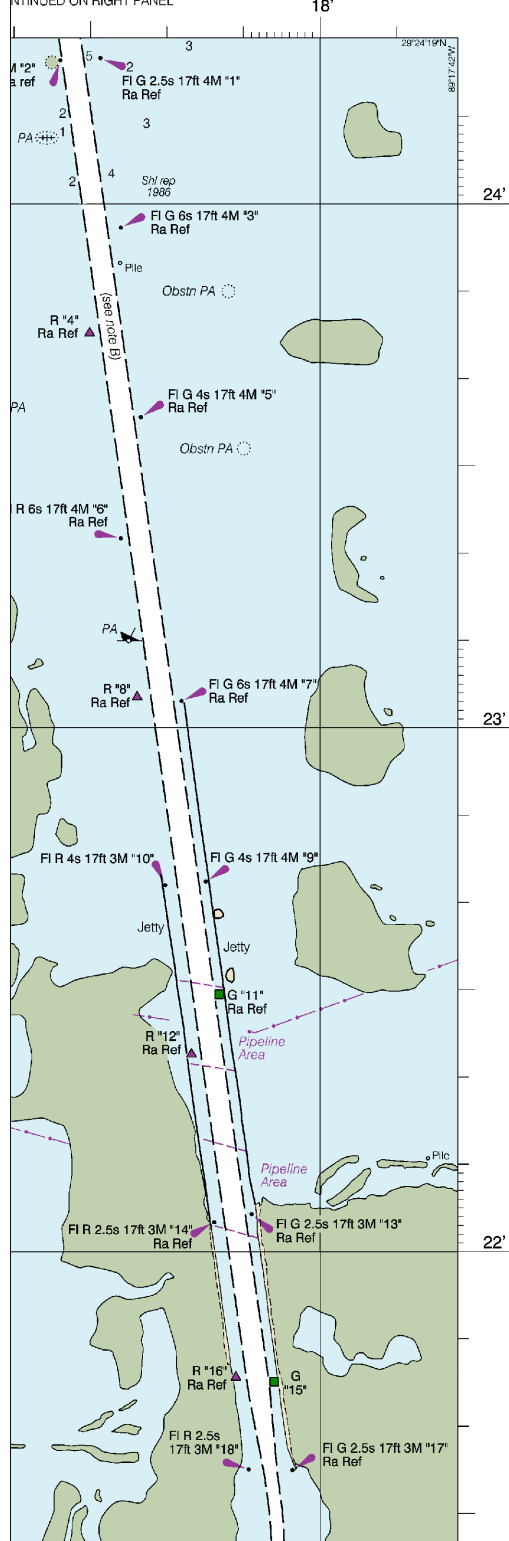 NTINUED ON RIGHT PANEL
18'
29°24'19"N
89°17'42"W
3
5
2
M "2"
a ref
Fl G 2.5s 17ft 4M "1"
Ra Ref
2
3
PA
1
2
4
Shl rep
1986
24'
Fl G 6s 17ft 4M "3"
Ra Ref
Pile
Obstn PA
(see note B)
R "4"
Ra Ref
Fl G 4s 17ft 4M "5"
Ra Ref
PA
Obstn PA
R 6s 17ft 4M "6"
Ra Ref
PA
R "8"
Ra Ref
Fl G 6s 17ft 4M "7"
Ra Ref
23'
Fl R 4s 17ft 3M "10"
Fl G 4s 17ft 4M "9"
Jetty
Jetty
G "11"
Ra Ref
R "12"
Ra Ref
Pipeline
Area
Pile
Pipeline
Area
Fl R 2.5s 17ft 3M "14"
Ra Ref
Fl G 2.5s 17ft 3M "13"
Ra Ref
22'
R "16"
Ra Ref
G
"15"
Fl R 2.5s
17ft 3M "18"
Fl G 2.5s 17ft 3M "17"
Ra Ref